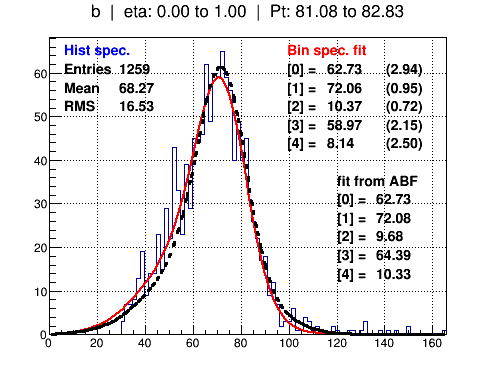 b | eta: 0.00 to 1.00 | Pt: 81.08 to 82.83
Hist spec.
Entries 1259
Mean 68.27
RMS 16.53
Bin spec. fit
[0] = 62.73 (2.94)
[1] = 72.06 (0.95)
[2] = 10.37 (0.72)
[3] = 58.97 (2.15)
[4] = 8.14 (2.50)
fit from ABF
[0] = 62.73
[1] = 72.08
[2] = 9.68
[3] = 64.39
[4] = 10.33
60
50
40
30
20
10
0
0 20 40 60 80 100 120 140 160